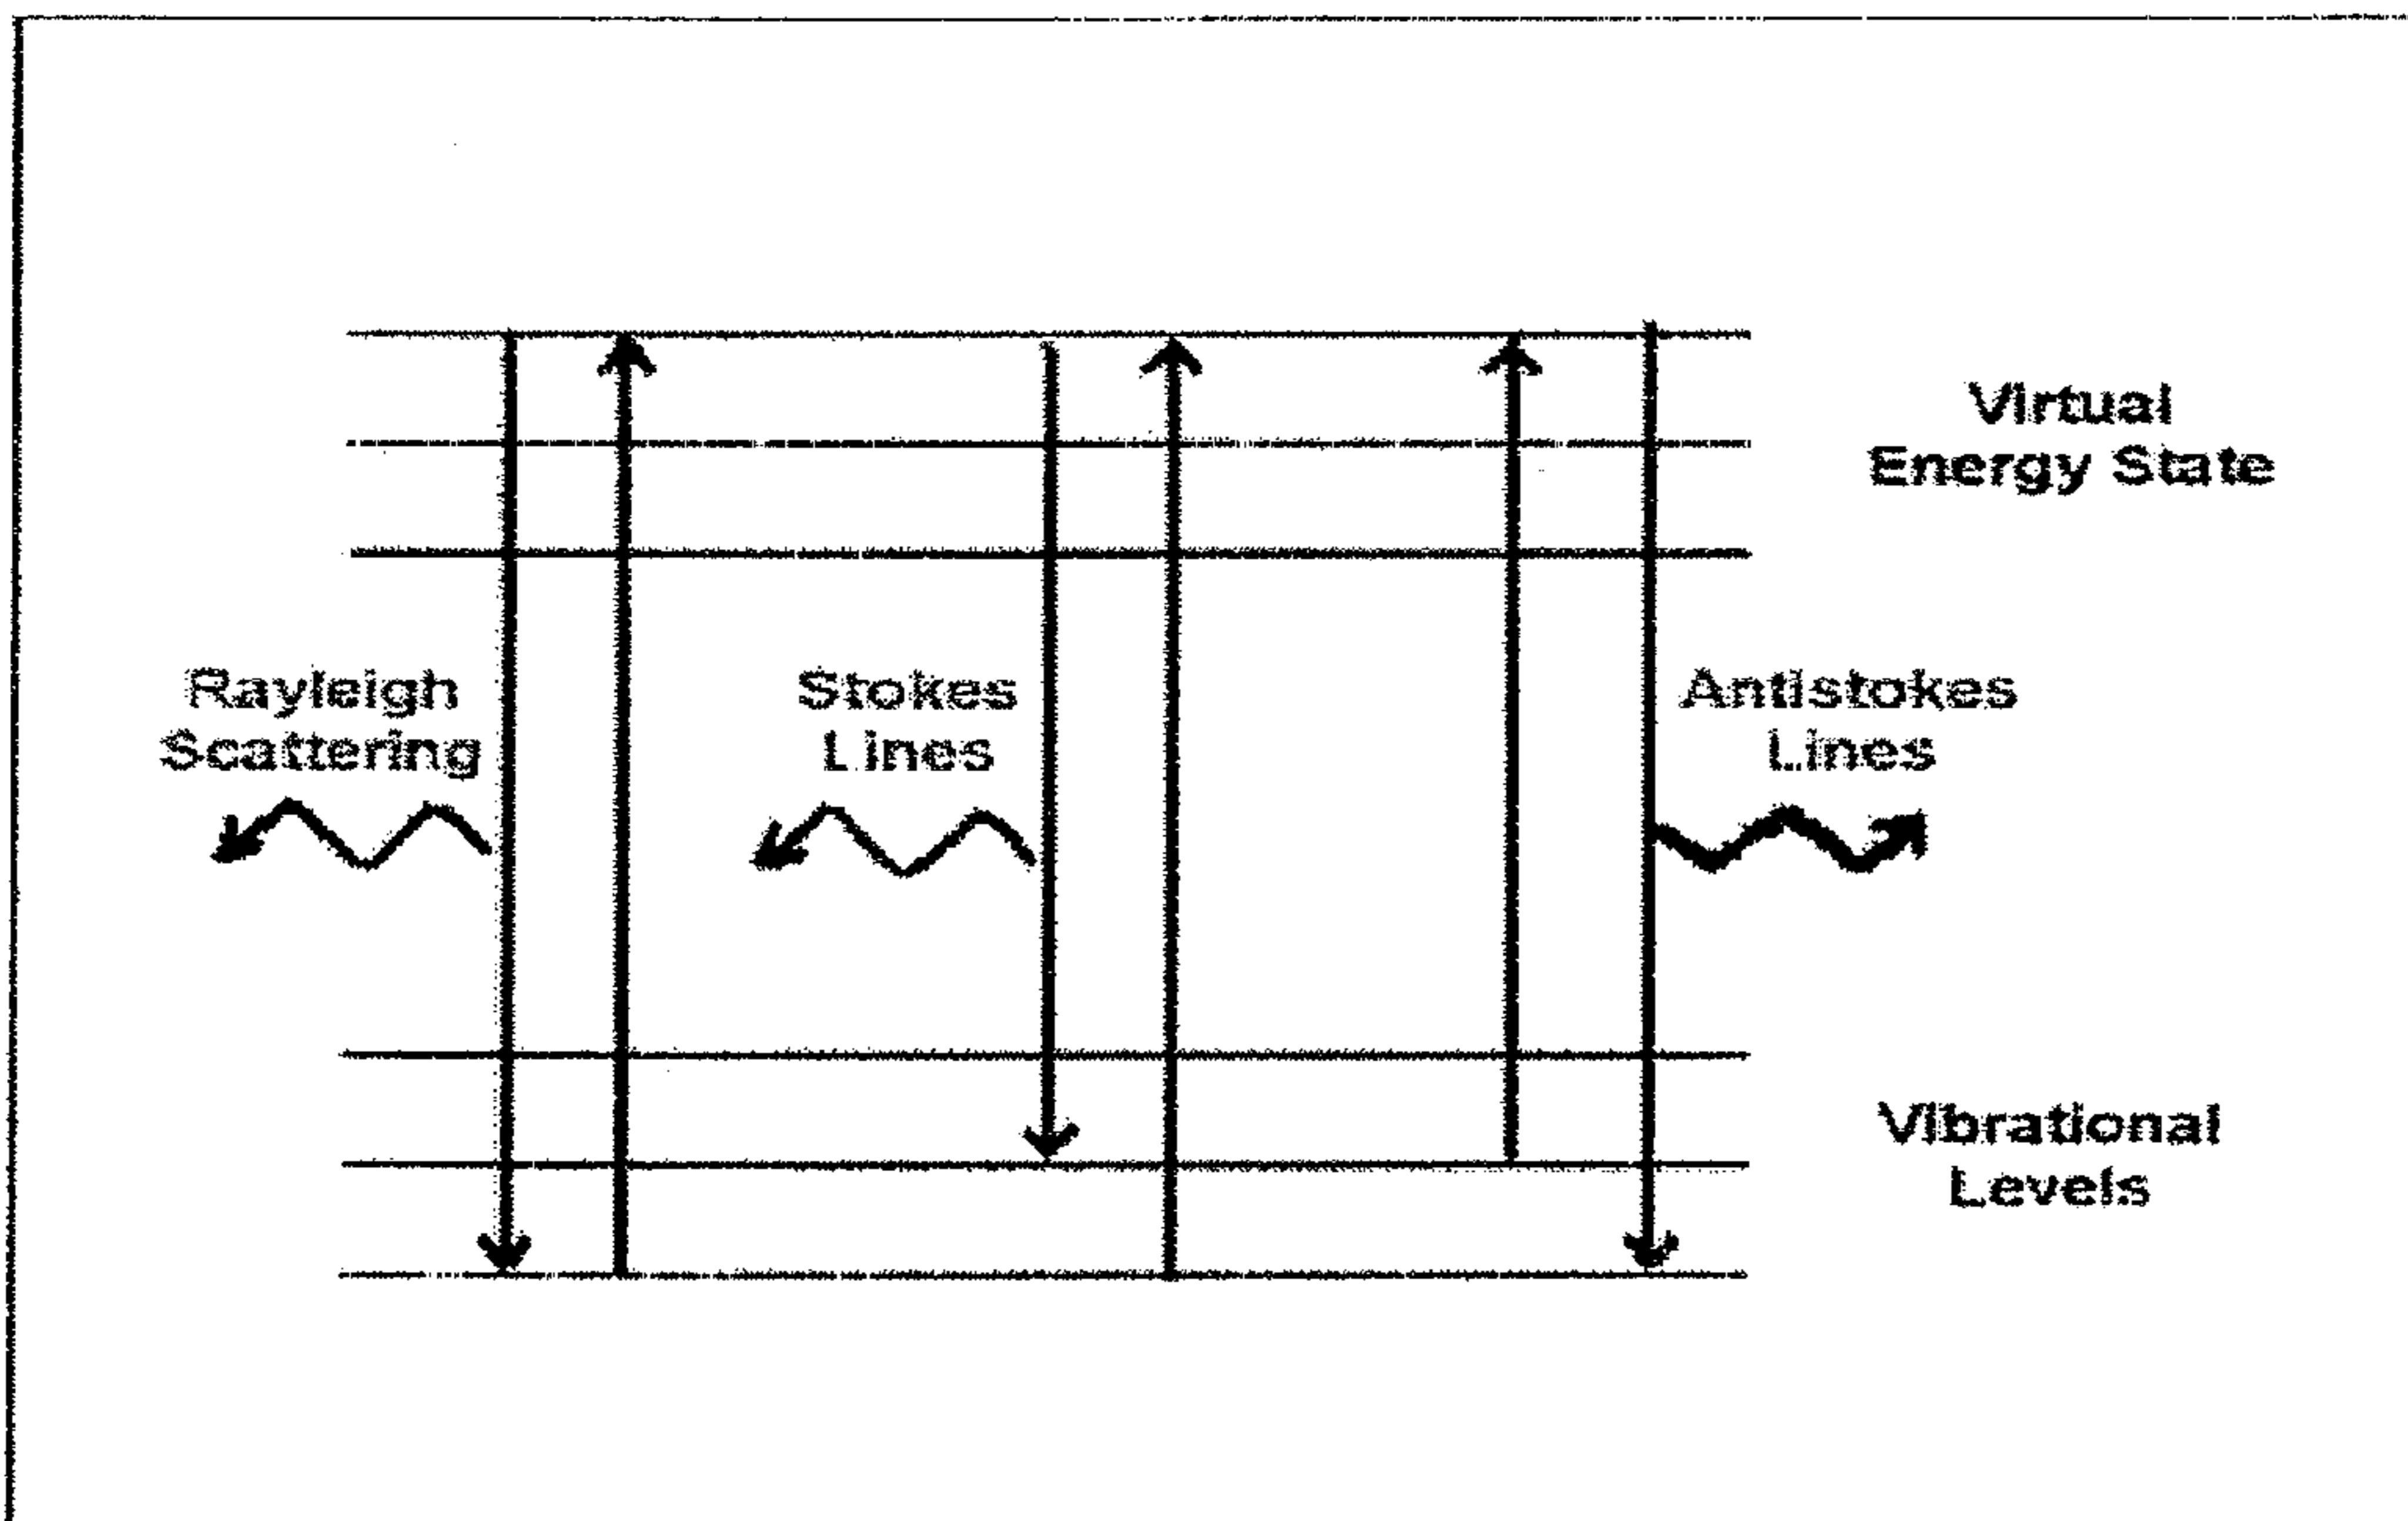 Virtual
Energy State
Rayleigh
Scattering
Stokes
Lines
Antistokes
Lines
Vibrational
Levels